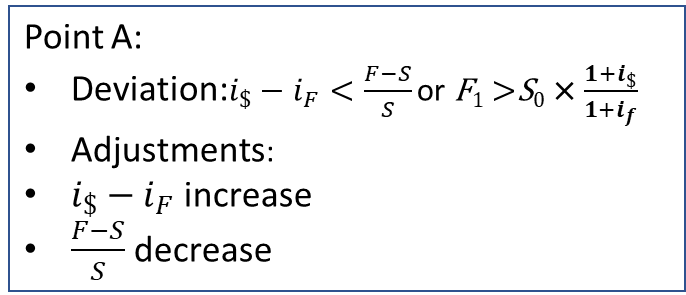 Point A:
• Deviation:i$ − iF < F−S/S or F1 >S0 × 1+i$/1+if
• Adjustments:
• i$ − iF increase
• F−S/S decrease